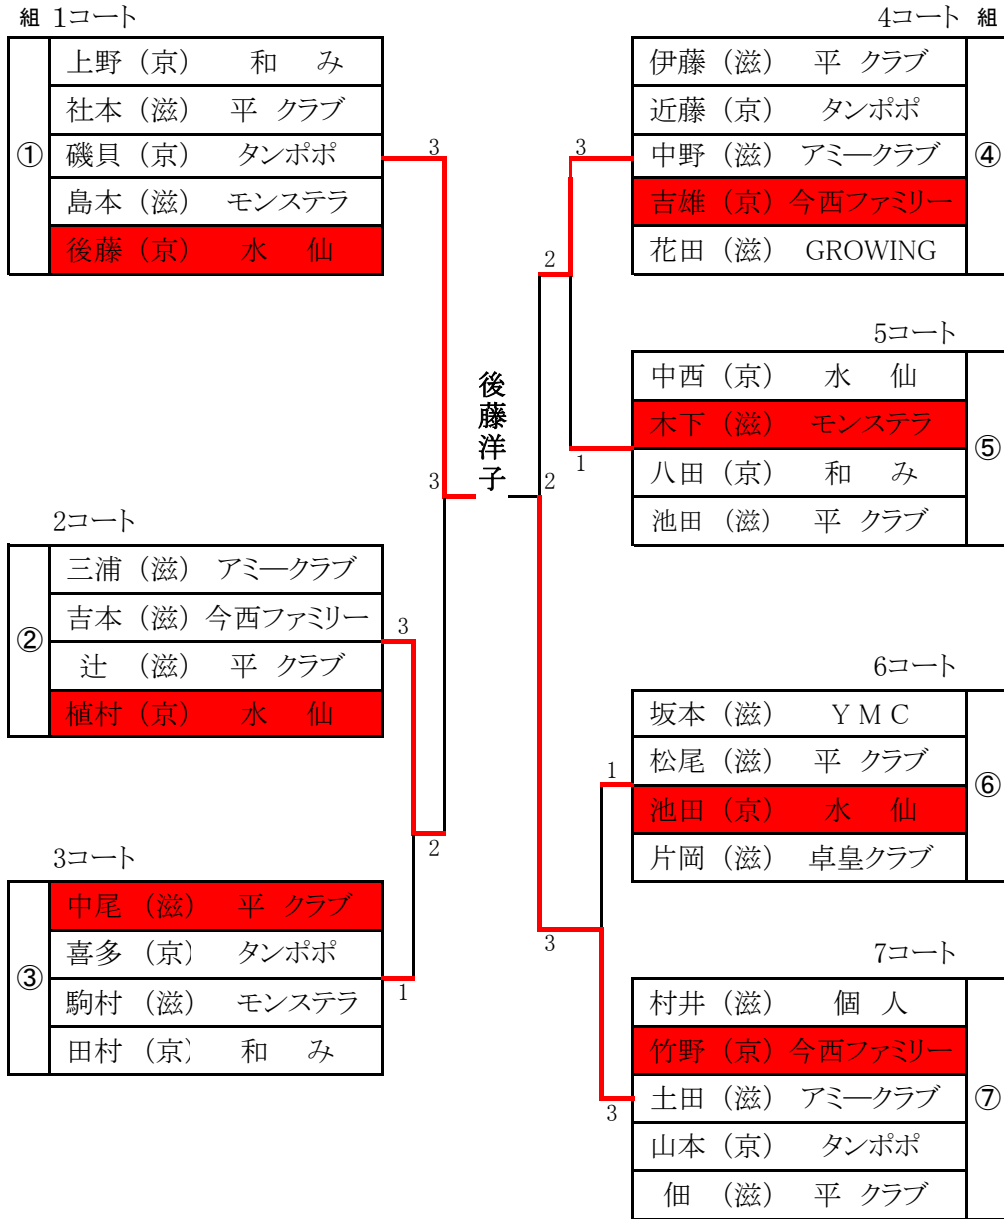 組 1コート
①
上野（京） 和 み
社本（滋） 平 クラブ
磯貝（京） タンポポ
島本（滋） モンステラ
後藤（京） 水 仙
3
2コート
②
三浦（滋） アミークラブ
吉本（滋） 今西ファミリー
辻 （滋） 平 クラブ
植村（京） 水 仙
3
3コート
③
中尾（滋） 平 クラブ
喜多（京） タンポポ
駒村（滋） モンステラ
田村（京） 和 み
1
2
3
後藤洋子
2
2
3
4コート 組
④
伊藤（滋） 平 クラブ
近藤（京） タンポポ
中野（滋） アミークラブ
吉雄（京） 今西ファミリー
花田（滋） GROWING
3
5コート
⑤
中西（京） 水 仙
木下（滋） モンステラ
八田（京） 和 み
池田（滋） 平 クラブ
1
6コート
⑥
坂本（滋） Y M C
松尾（滋） 平 クラブ
池田（京） 水 仙
片岡（滋） 卓皇クラブ
1
7コート
⑦
村井（滋） 個 人
竹野（京） 今西ファミリー
土田（滋） アミークラブ
山本（京） タンポポ
佃 （滋） 平 クラブ
3